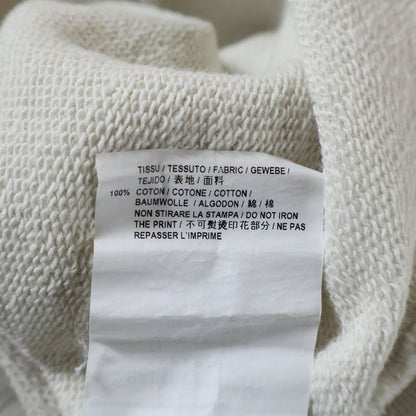 TISSU / TESSUTO / FABRIC / GEWEBE /
TEJIDO / 表地 / 面料
100% COTON / COTONE / COTTON /
BAUMWOLLE / ALGODON / 綿 / 棉
NON STIRARE LA STAMPA / DO NOT IRON
THE PRINT / 不可熨烫印花部分 / NE PAS
REPASSER L'IMPRIME